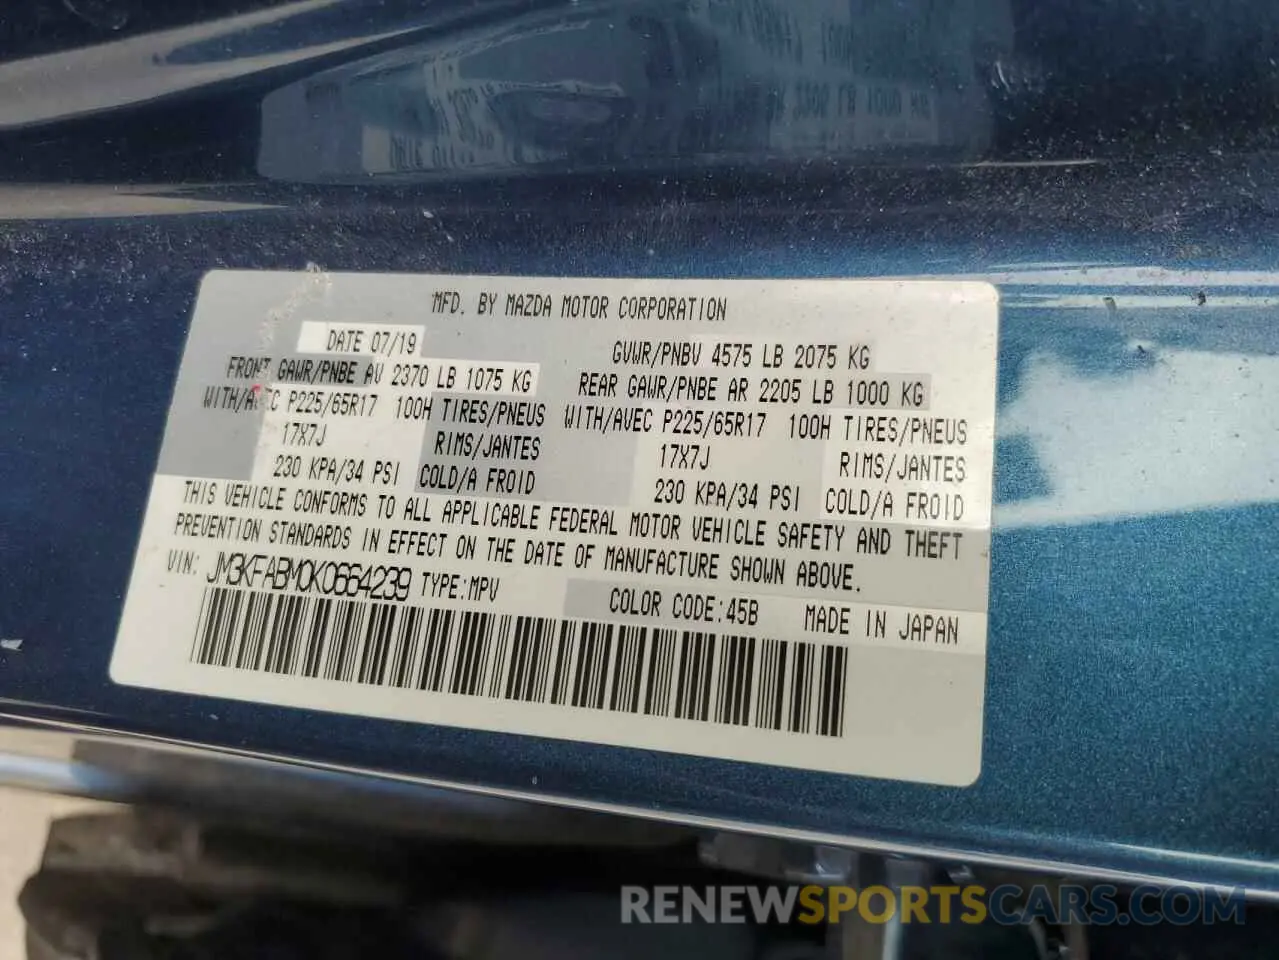 MFD. BY MAZDA MOTOR CORPORATION
DATE 07/19
GVWR/PNBV 4575 LB 2075 KG
FRONT GAWR/PNBE AV 2370 LB 1075 KG
REAR GAWR/PNBE AR 2205 LB 1000 KG
WITH/AVEC P225/65R17 100H TIRES/PNEUS
WITH/AVEC P225/65R17 100H TIRES/PNEUS
17X7J RIMS/JANTES
17X7J RIMS/JANTES
230 KPA/34 PSI COLD/A FROID
230 KPA/34 PSI COLD/A FROID
THIS VEHICLE CONFORMS TO ALL APPLICABLE FEDERAL MOTOR VEHICLE SAFETY AND THEFT
PREVENTION STANDARDS IN EFFECT ON THE DATE OF MANUFACTURE SHOWN ABOVE.
VIN: JM3KFABM0K0664239 TYPE:MPV
COLOR CODE:45B MADE IN JAPAN
RENEWSPORTSCARS.COM